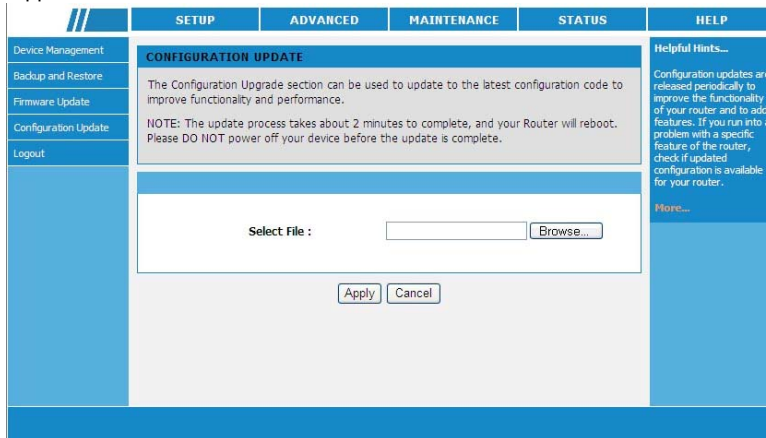 SETUP ADVANCED MAINTENANCE STATUS HELP
Device Management
Backup and Restore
Firmware Update
Configuration Update
Logout
CONFIGURATION UPDATE
The Configuration Upgrade section can be used to update to the latest configuration code to
improve functionality and performance.
NOTE: The update process takes about 2 minutes to complete, and your Router will reboot.
Please DO NOT power off your device before the update is complete.
Select File :
Browse...
Apply Cancel
Helpful Hints...
Configuration updates are
released periodically to
improve the functionality
of your router and to add
features. If you run into a
problem with a specific
feature of the router,
check if updated
configuration is available
for your router.
More...